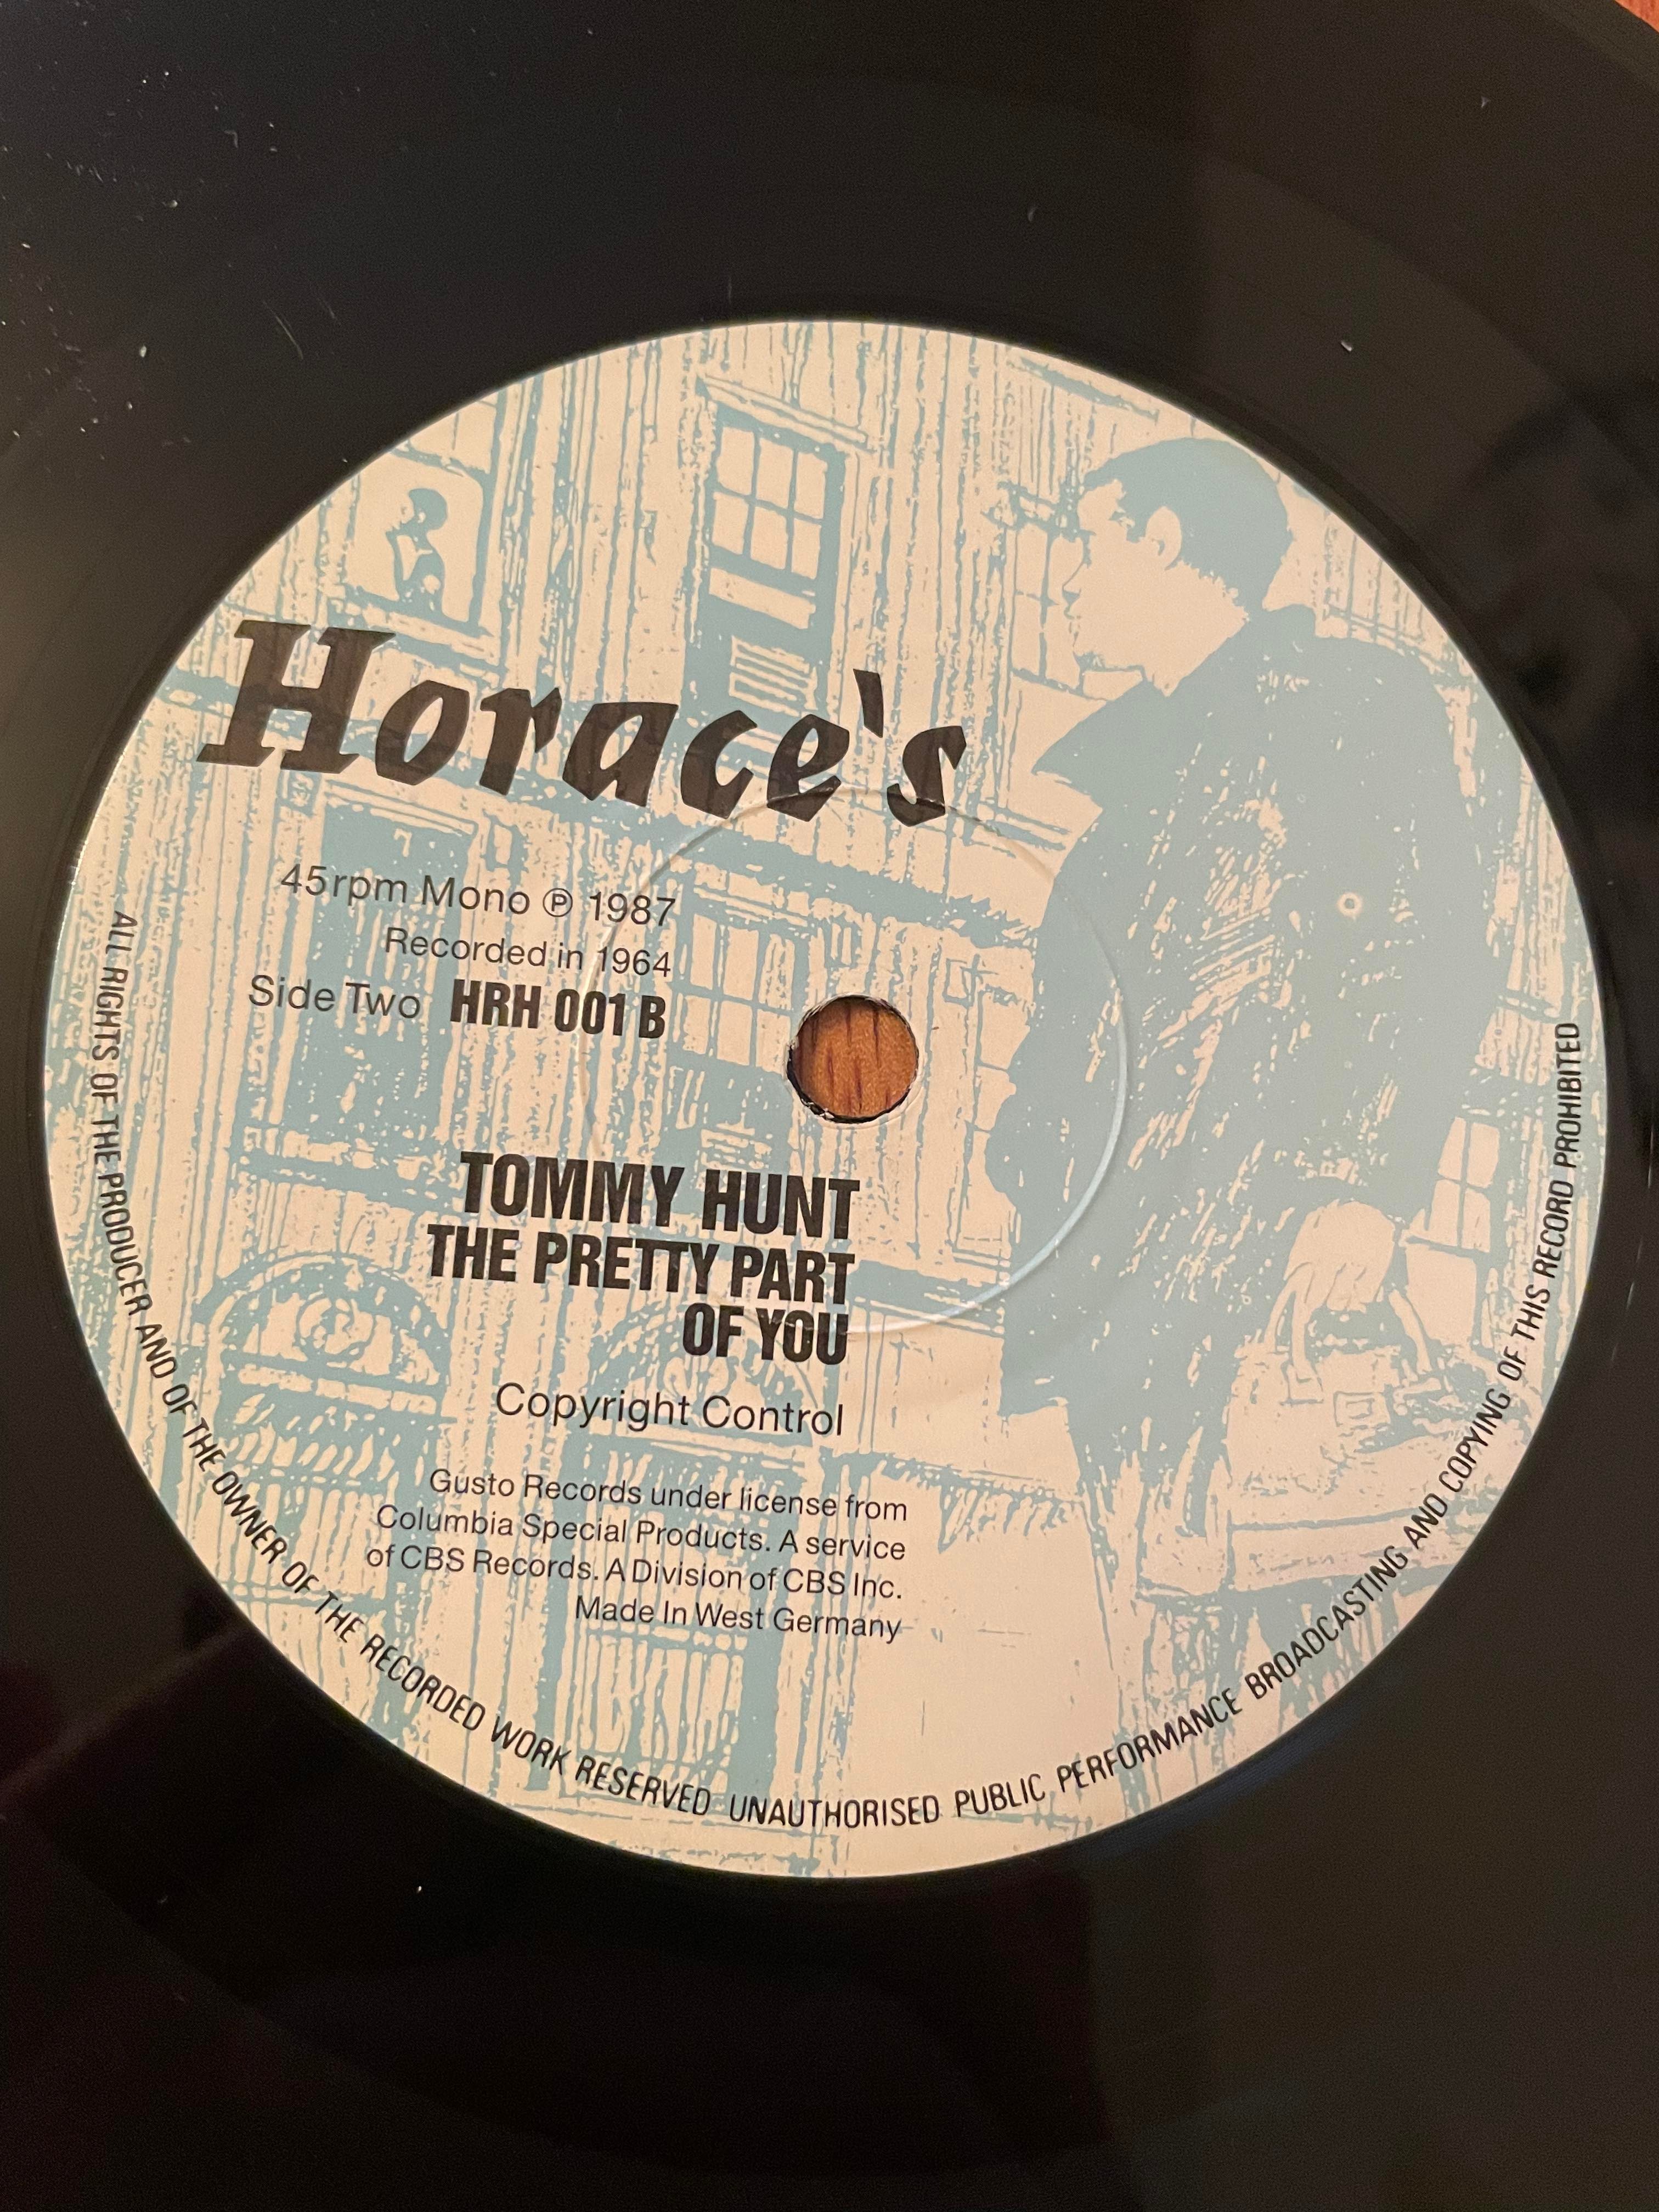 Horace's
45rpm Mono ℗ 1987
Recorded in 1964
Side Two HRH 001 B
TOMMY HUNT
THE PRETTY PART
OF YOU
Copyright Control
Gusto Records under license from
Columbia Special Products. A service
of CBS Records. A Division of CBS Inc.
Made In West Germany
ALL RIGHTS OF THE PRODUCER AND OF THE OWNER OF THE RECORDED WORK RESERVED UNAUTHORISED PUBLIC PERFORMANCE BROADCASTING AND COPYING OF THIS RECORD PROHIBITED